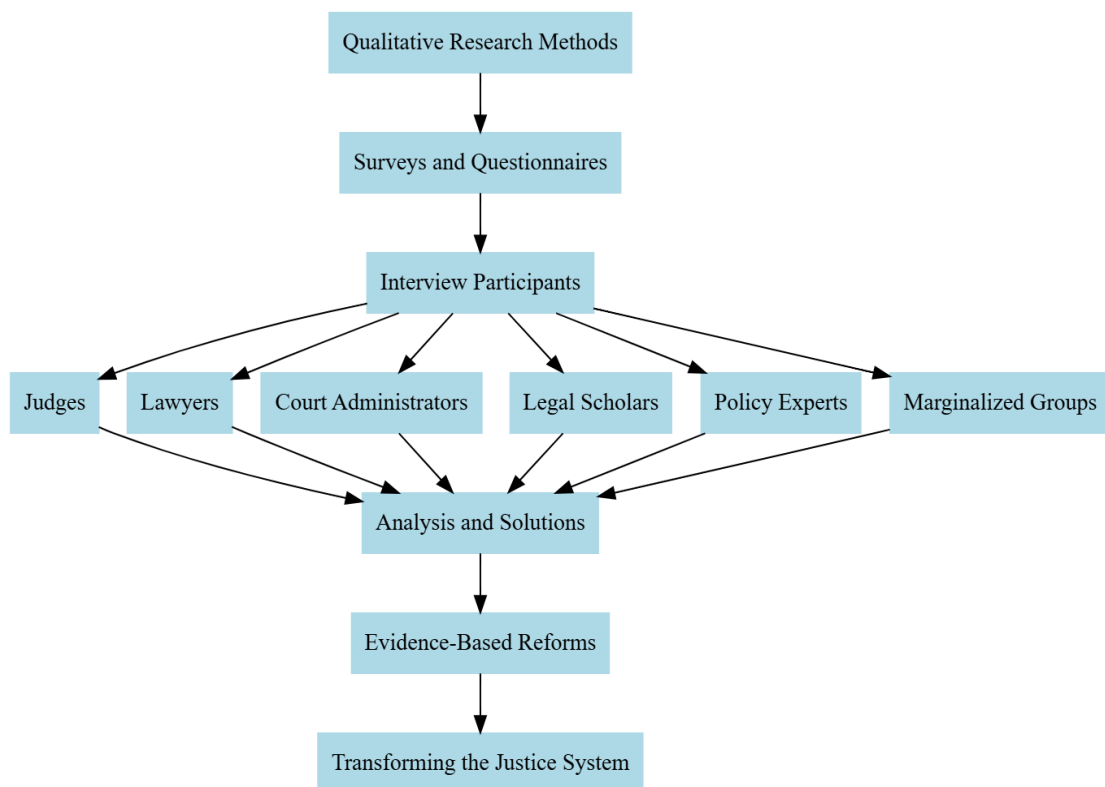 Qualitative Research Methods
Surveys and Questionnaires
Interview Participants
Judges
Lawyers
Court Administrators
Legal Scholars
Policy Experts
Marginalized Groups
Analysis and Solutions
Evidence-Based Reforms
Transforming the Justice System